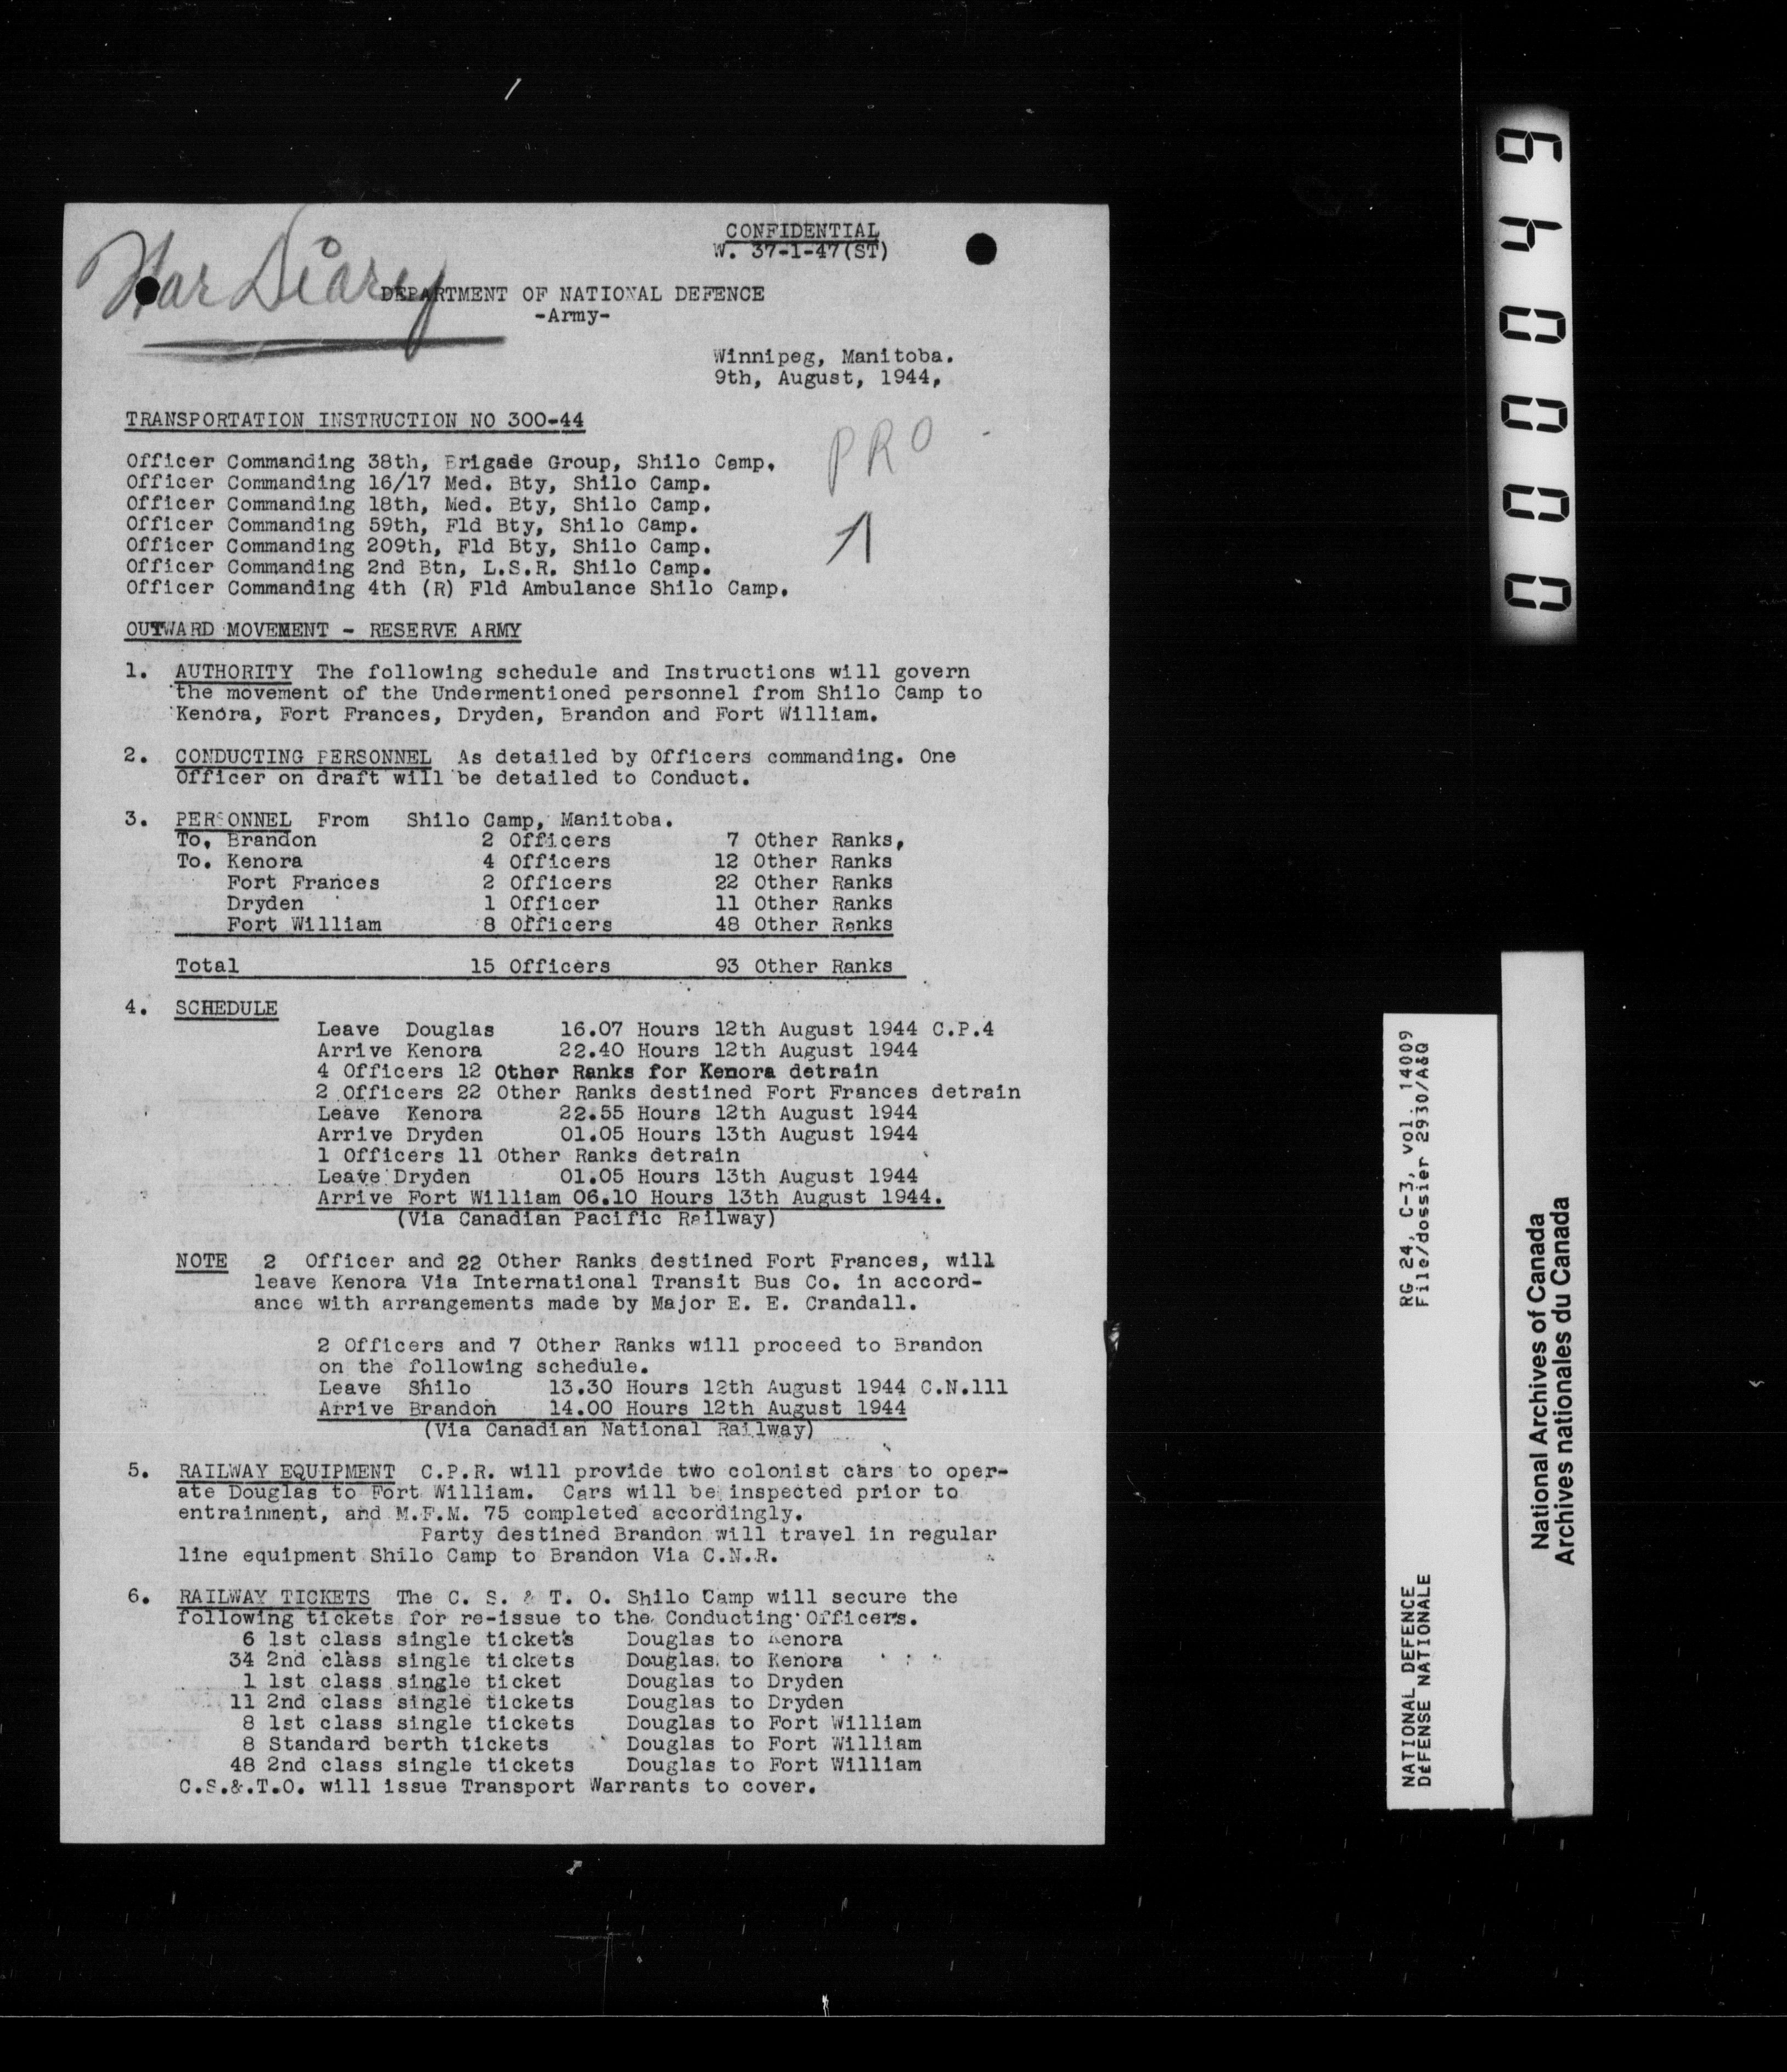 War Diary
CONFIDENTIAL
W. 37-1-47(ST)
DEPARTMENT OF NATIONAL DEFENCE
-Army-
Winnipeg, Manitoba.
9th, August, 1944,
TRANSPORTATION INSTRUCTION NO 300-44
PRO
Officer Commanding 38th, Brigade Group, Shilo Camp.
Officer Commanding 16/17 Med. Bty, Shilo Camp.
Officer Commanding 18th, Med. Bty, Shilo Camp.
Officer Commanding 59th, Fld Bty, Shilo Camp.
Officer Commanding 209th, Fld Bty, Shilo Camp.
Officer Commanding 2nd Btn, L.S.R. Shilo Camp.
Officer Commanding 4th (R) Fld Ambulance Shilo Camp.
OUTWARD MOVEMENT - RESERVE ARMY
1. AUTHORITY The following schedule and Instructions will govern
the movement of the Undermentioned personnel from Shilo Camp to
Kenora, Fort Frances, Dryden, Brandon and Fort William.
2. CONDUCTING PERSONNEL As detailed by Officers commanding. One
Officer on draft will be detailed to Conduct.
3. PERSONNEL From Shilo Camp, Manitoba.
To. Brandon 2 Officers 7 Other Ranks,
To. Kenora 4 Officers 12 Other Ranks
Fort Frances 2 Officers 22 Other Ranks
Dryden 1 Officer 11 Other Ranks
Fort William 8 Officers 48 Other Ranks
Total 15 Officers 93 Other Ranks
4. SCHEDULE
Leave Douglas 16.07 Hours 12th August 1944 C.P.4
Arrive Kenora 22.40 Hours 12th August 1944
4 Officers 12 Other Ranks for Kenora detrain
2 Officers 22 Other Ranks destined Fort Frances detrain
Leave Kenora 22.55 Hours 12th August 1944
Arrive Dryden 01.05 Hours 13th August 1944
1 Officers 11 Other Ranks detrain
Leave Dryden 01.05 Hours 13th August 1944
Arrive Fort William 06.10 Hours 13th August 1944.
(Via Canadian Pacific Railway)
NOTE 2 Officer and 22 Other Ranks destined Fort Frances, will
leave Kenora Via International Transit Bus Co. in accord-
ance with arrangements made by Major E. E. Crandall.
2 Officers and 7 Other Ranks will proceed to Brandon
on the following schedule.
Leave Shilo 13.30 Hours 12th August 1944 C.N.111
Arrive Brandon 14.00 Hours 12th August 1944
(Via Canadian National Railway)
5. RAILWAY EQUIPMENT C.P.R. will provide two colonist cars to oper-
ate Douglas to Fort William. Cars will be inspected prior to
entrainment, and M.F.M. 75 completed accordingly.
Party destined Brandon will travel in regular
line equipment Shilo Camp to Brandon Via C.N.R.
6. RAILWAY TICKETS The C. S. & T. O. Shilo Camp will secure the
following tickets for re-issue to the Conducting Officers.
6 1st class single tickets Douglas to Kenora
34 2nd class single tickets Douglas to Kenora
1 1st class single ticket Douglas to Dryden
11 2nd class single tickets Douglas to Dryden
8 1st class single tickets Douglas to Fort William
8 Standard berth tickets Douglas to Fort William
48 2nd class single tickets Douglas to Fort William
C.S.&.T.O. will issue Transport Warrants to cover.
000049
NATIONAL DEFENCE RG 24, C-3, vol. 14009
DÉFENSE NATIONALE File/dossier 2930/A&Q
National Archives of Canada
Archives nationales du Canada